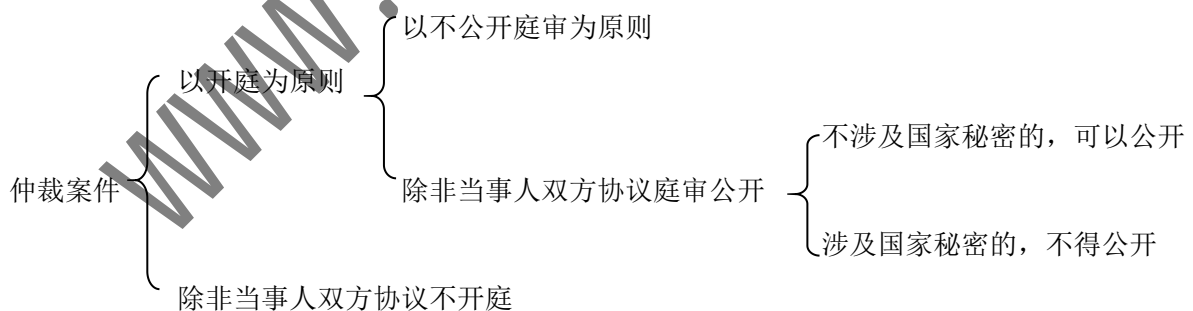 以不公开庭审为原则
以开庭为原则
不涉及国家秘密的，可以公开
仲裁案件
除非当事人双方协议庭审公开
涉及国家秘密的，不得公开
除非当事人双方协议不开庭
www.